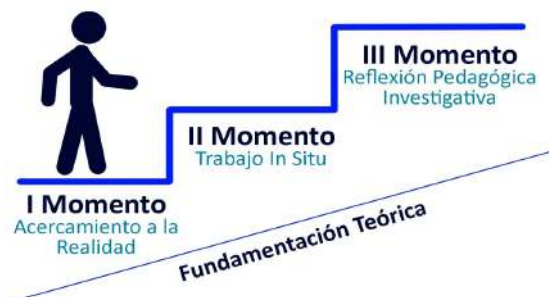 III Momento
Reflexión Pedagógica
Investigativa
II Momento
Trabajo In Situ
I Momento
Acercamiento a la
Realidad
Fundamentación Teórica